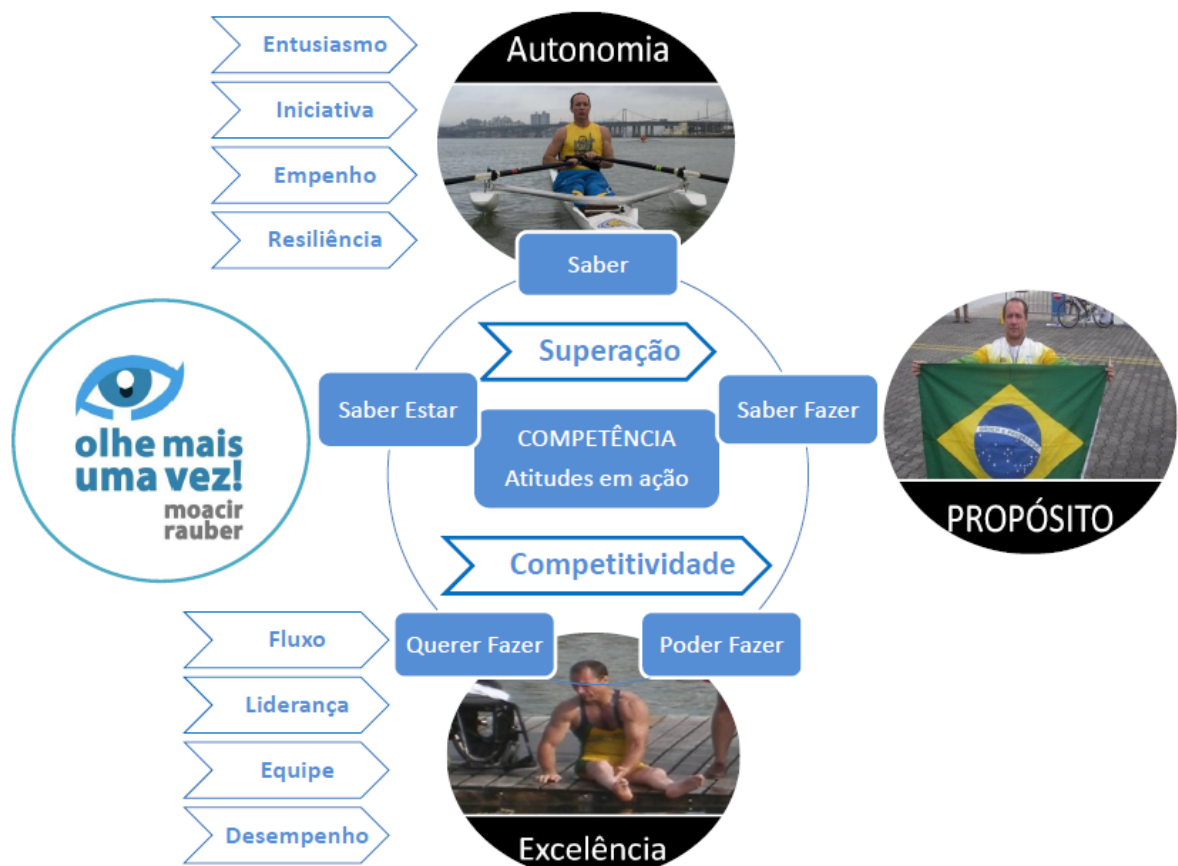 Entusiasmo
Iniciativa
Empenho
Resiliência
Autonomia
Saber
Superação
Saber Estar
Saber Fazer
COMPETÊNCIA
Atitudes em ação
olhe mais
uma vez!
moacir
rauber
PROPÓSITO
Competitividade
Querer Fazer
Poder Fazer
Fluxo
Liderança
Equipe
Desempenho
Excelência